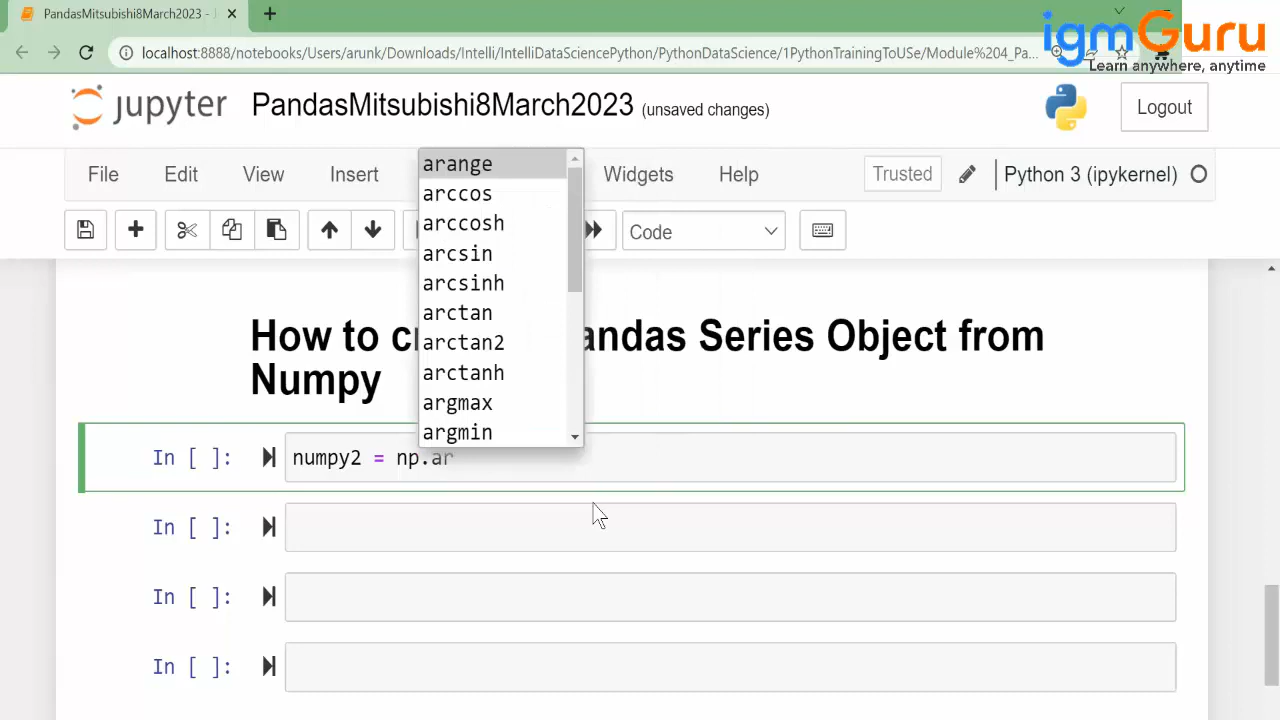 PandasMitsubishi8March2023 -
localhost:8888/notebooks/Users/aruk/Downloads/Intelli/IntelliDataSciencePython/PythonDataScience/1PythonTrainingToUSe/Module%204_Pa...
igmGuru
Learn anywhere, anytime
jupyter PandasMitsubishi8March2023 (unsaved changes)
Logout
File Edit View Insert Widgets Help Trusted Python 3 (ipykernel)
Code
arange
arccos
arccosh
arcsin
arcsinh
arctan
arctan2
arctanh
argmax
argmin
How to cr andas Series Object from
Numpy
In [ ]: numpy2 = np.ar
In [ ]:
In [ ]:
In [ ]: